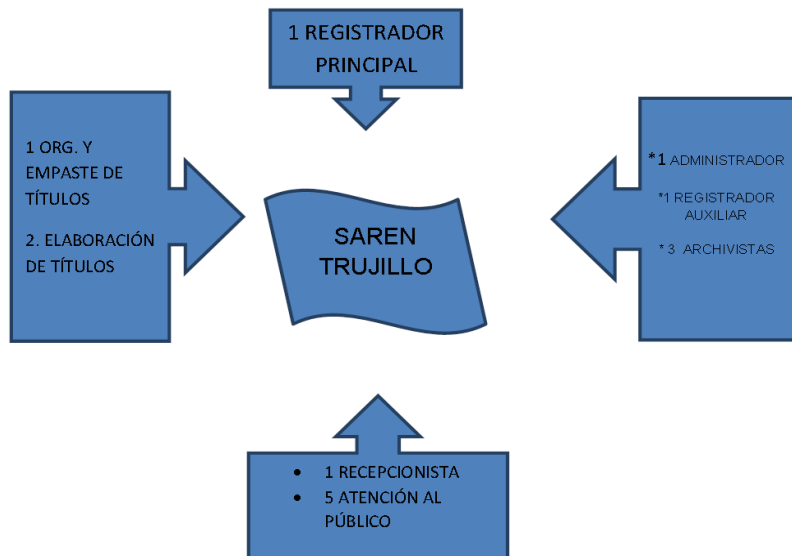 1 REGISTRADOR
PRINCIPAL
1 ORG. Y
EMPASTE DE
TÍTULOS
2. ELABORACIÓN
DE TÍTULOS
SAREN
TRUJILLO
*1 ADMINISTRADOR
*1 REGISTRADOR
AUXILIAR
* 3 ARCHIVISTAS
• 1 RECEPCIONISTA
• 5 ATENCIÓN AL
PÚBLICO